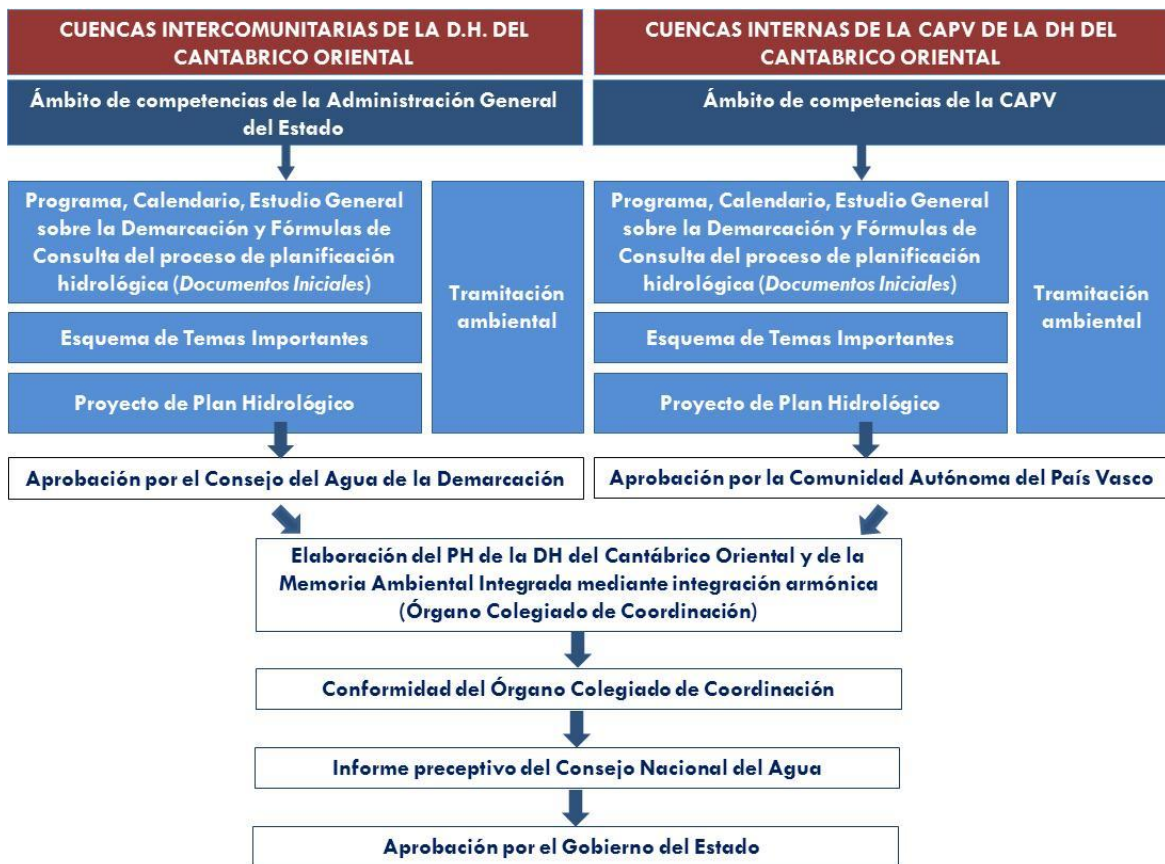 CUENCAS INTERCOMUNITARIAS DE LA D.H. DEL
CANTABRICO ORIENTAL
Ámbito de competencias de la Administración General
del Estado
Programa, Calendario, Estudio General
sobre la Demarcación y Fórmulas de
Consulta del proceso de planificación
hidrológica (Documentos Iniciales)
Esquema de Temas Importantes
Proyecto de Plan Hidrológico
Tramitación
ambiental
Aprobación por el Consejo del Agua de la Demarcación
CUENCAS INTERNAS DE LA CAPV DE LA DH DEL
CANTABRICO ORIENTAL
Ámbito de competencias de la CAPV
Programa, Calendario, Estudio General
sobre la Demarcación y Fórmulas de
Consulta del proceso de planificación
hidrológica (Documentos Iniciales)
Esquema de Temas Importantes
Proyecto de Plan Hidrológico
Tramitación
ambiental
Aprobación por la Comunidad Autónoma del País Vasco
Elaboración del PH de la DH del Cantábrico Oriental y de la
Memoria Ambiental Integrada mediante integración armónica
(Órgano Colegiado de Coordinación)
Conformidad del Órgano Colegiado de Coordinación
Informe preceptivo del Consejo Nacional del Agua
Aprobación por el Gobierno del Estado